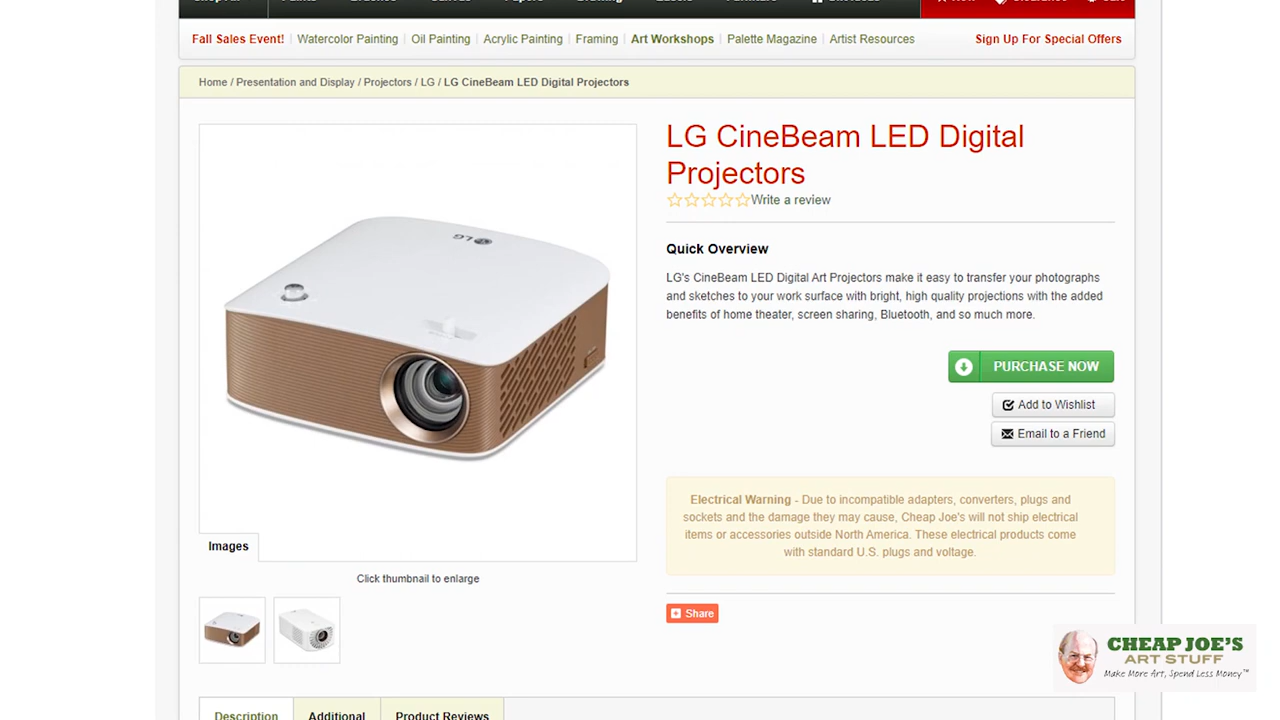 Fall Sales Event! Watercolor Painting Oil Painting Acrylic Painting Framing Art Workshops Palette Magazine Artist Resources Sign Up For Special Offers
Home / Presentation and Display / Projectors / LG / LG CineBeam LED Digital Projectors
LG CineBeam LED Digital
Projectors
Write a review
LG
Quick Overview
LG's CineBeam LED Digital Art Projectors make it easy to transfer your photographs
and sketches to your work surface with bright, high quality projections with the added
benefits of home theater, screen sharing, Bluetooth, and so much more.
PURCHASE NOW
Add to Wishlist
Email to a Friend
Electrical Warning - Due to incompatible adapters, converters, plugs and
sockets and the damage they may cause, Cheap Joe's will not ship electrical
items or accessories outside North America. These electrical products come
with standard U.S. plugs and voltage.
Images
Click thumbnail to enlarge
Share
CHEAP JOE'S
ART STUFF
Make More Art, Spend Less Money™
Description Additional Product Reviews